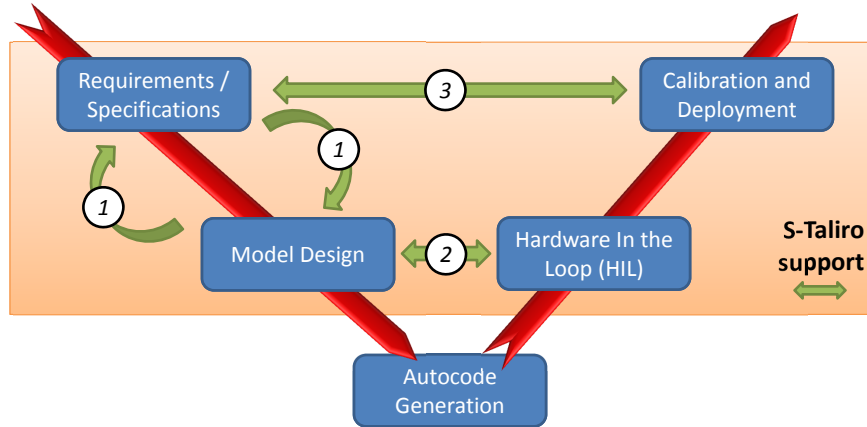 Requirements /
Specifications
Calibration and
Deployment
3
1
1
Model Design
2
Hardware In the
Loop (HIL)
S-Taliro
support
Autocode
Generation